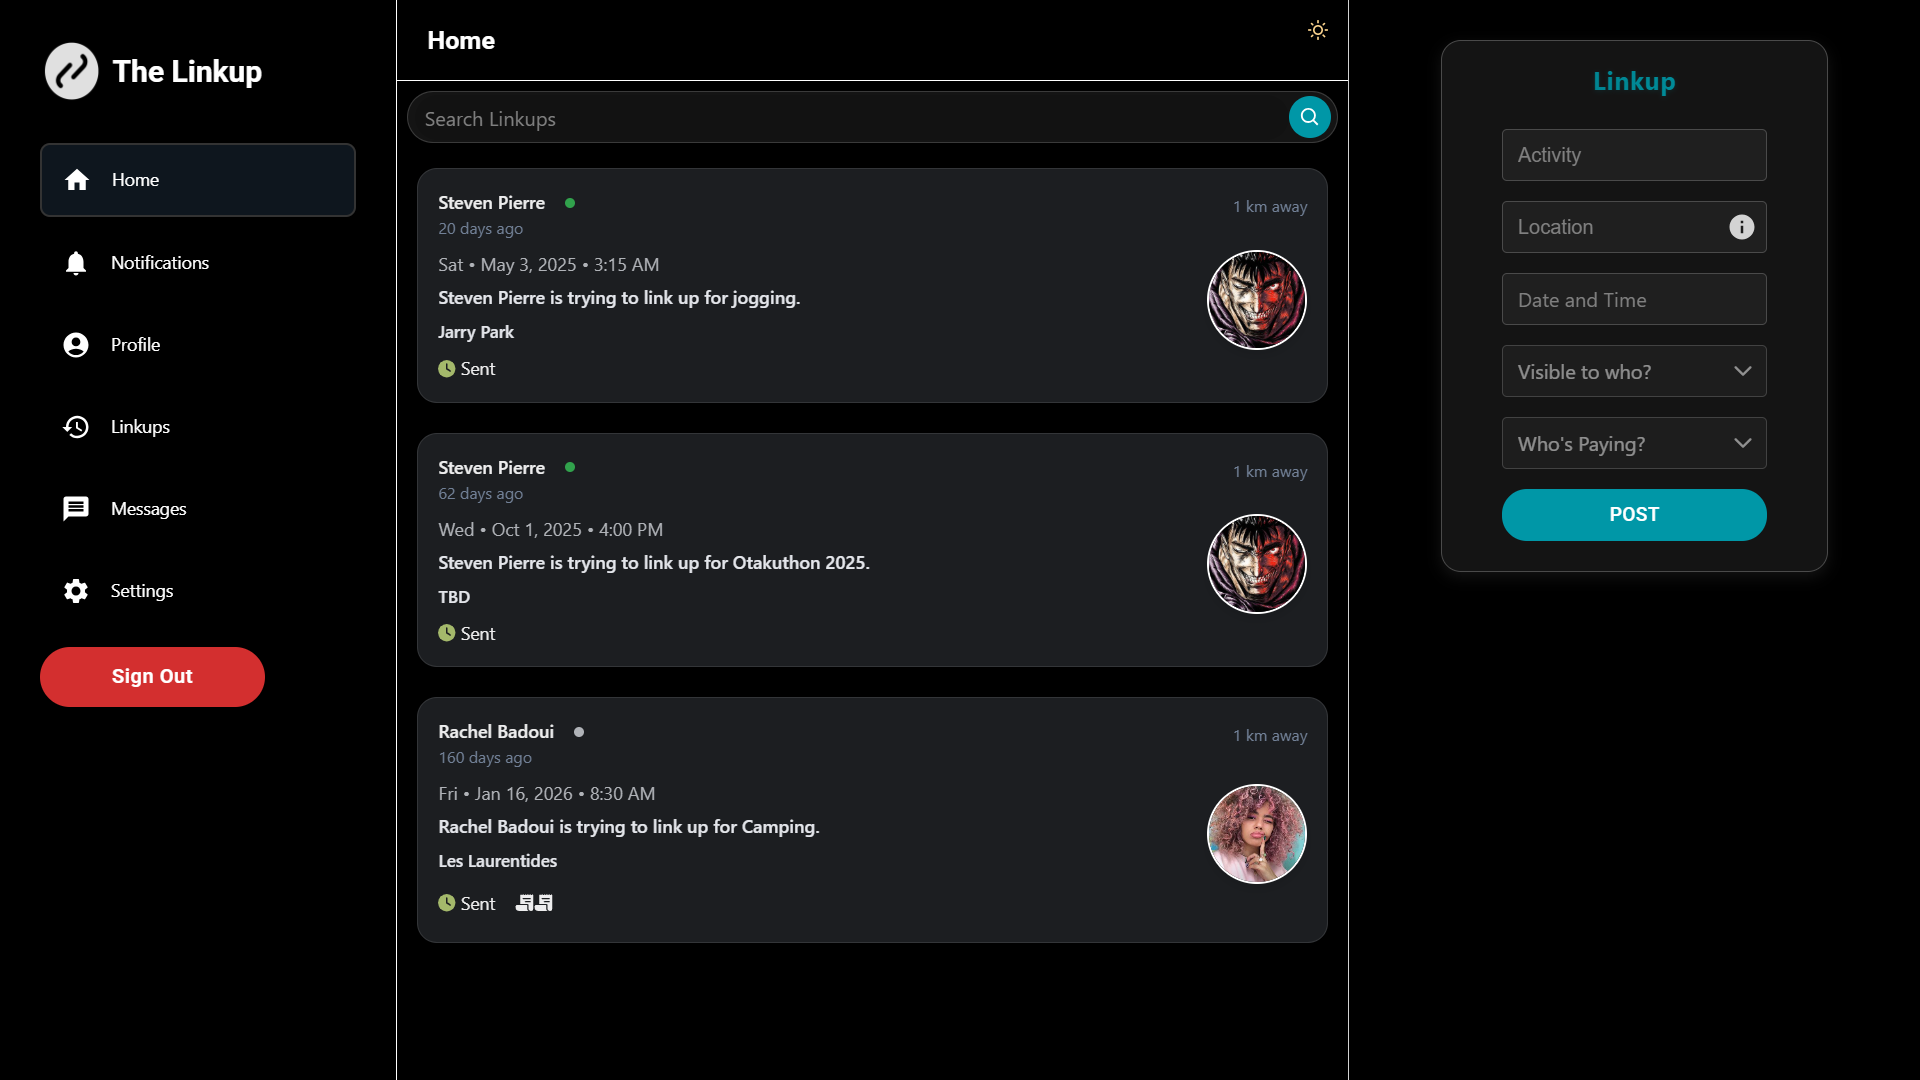 The Linkup
Home
Notifications
Profile
Linkups
Messages
Settings
Sign Out
Home
Search Linkups
Steven Pierre
1 km away
20 days ago
Sat • May 3, 2025 • 3:15 AM
Steven Pierre is trying to link up for jogging.
Jarry Park
Sent
Steven Pierre
1 km away
62 days ago
Wed • Oct 1, 2025 • 4:00 PM
Steven Pierre is trying to link up for Otakuthon 2025.
TBD
Sent
Rachel Badoui
1 km away
160 days ago
Fri • Jan 16, 2026 • 8:30 AM
Rachel Badoui is trying to link up for Camping.
Les Laurentides
Sent
Linkup
Activity
Location
Date and Time
Visible to who?
Who's Paying?
POST